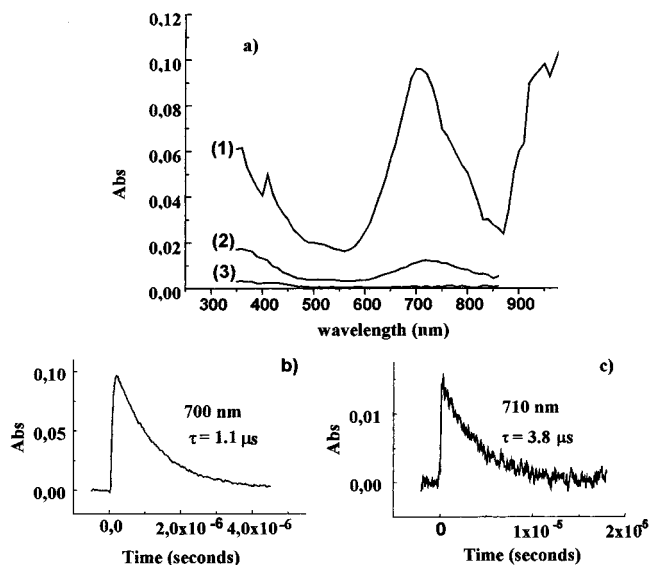 0,12
a)
0,10
0,08
(1)
0,06
Abs
0,04
(2)
0,02
(3)
0,00
300 400 500 600 700 800 900
wavelength (nm)
b)
0,10
700 nm
τ = 1.1 μs
Abs
0,05
0,00
0,0 2,0x10⁻⁶ 4,0x10⁻⁶
Time (seconds)
c)
710 nm
0,01
τ = 3.8 μs
Abs
0,00
0 1x10⁻⁵ 2x10⁻⁵
Time (seconds)